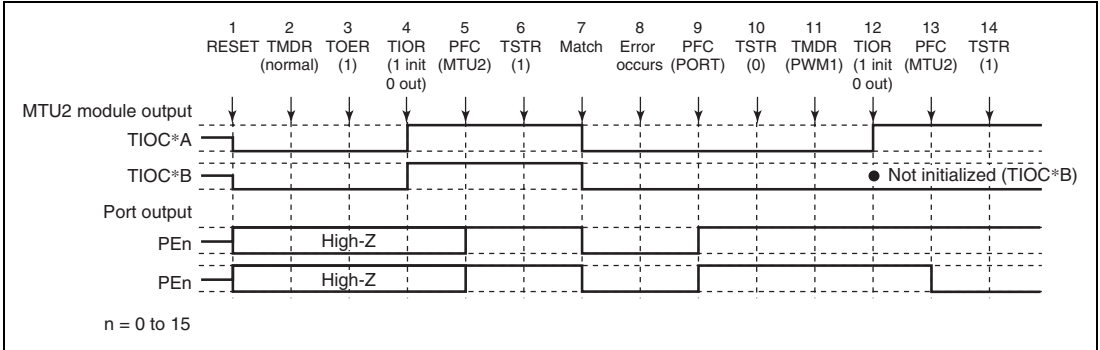 1 2 3 4 5 6 7 8 9 10 11 12 13 14
RESET TMDR TOER TIOR PFC TSTR Match Error PFC TSTR TMDR TIOR PFC TSTR
(normal) (1) (1 init (MTU2) (1) occurs (PORT) (0) (PWM1) (1 init (MTU2) (1)
0 out) 0 out)
MTU2 module output
TIOC*A
TIOC*B ● Not initialized (TIOC*B)
Port output
PEn High-Z
PEn High-Z
n = 0 to 15